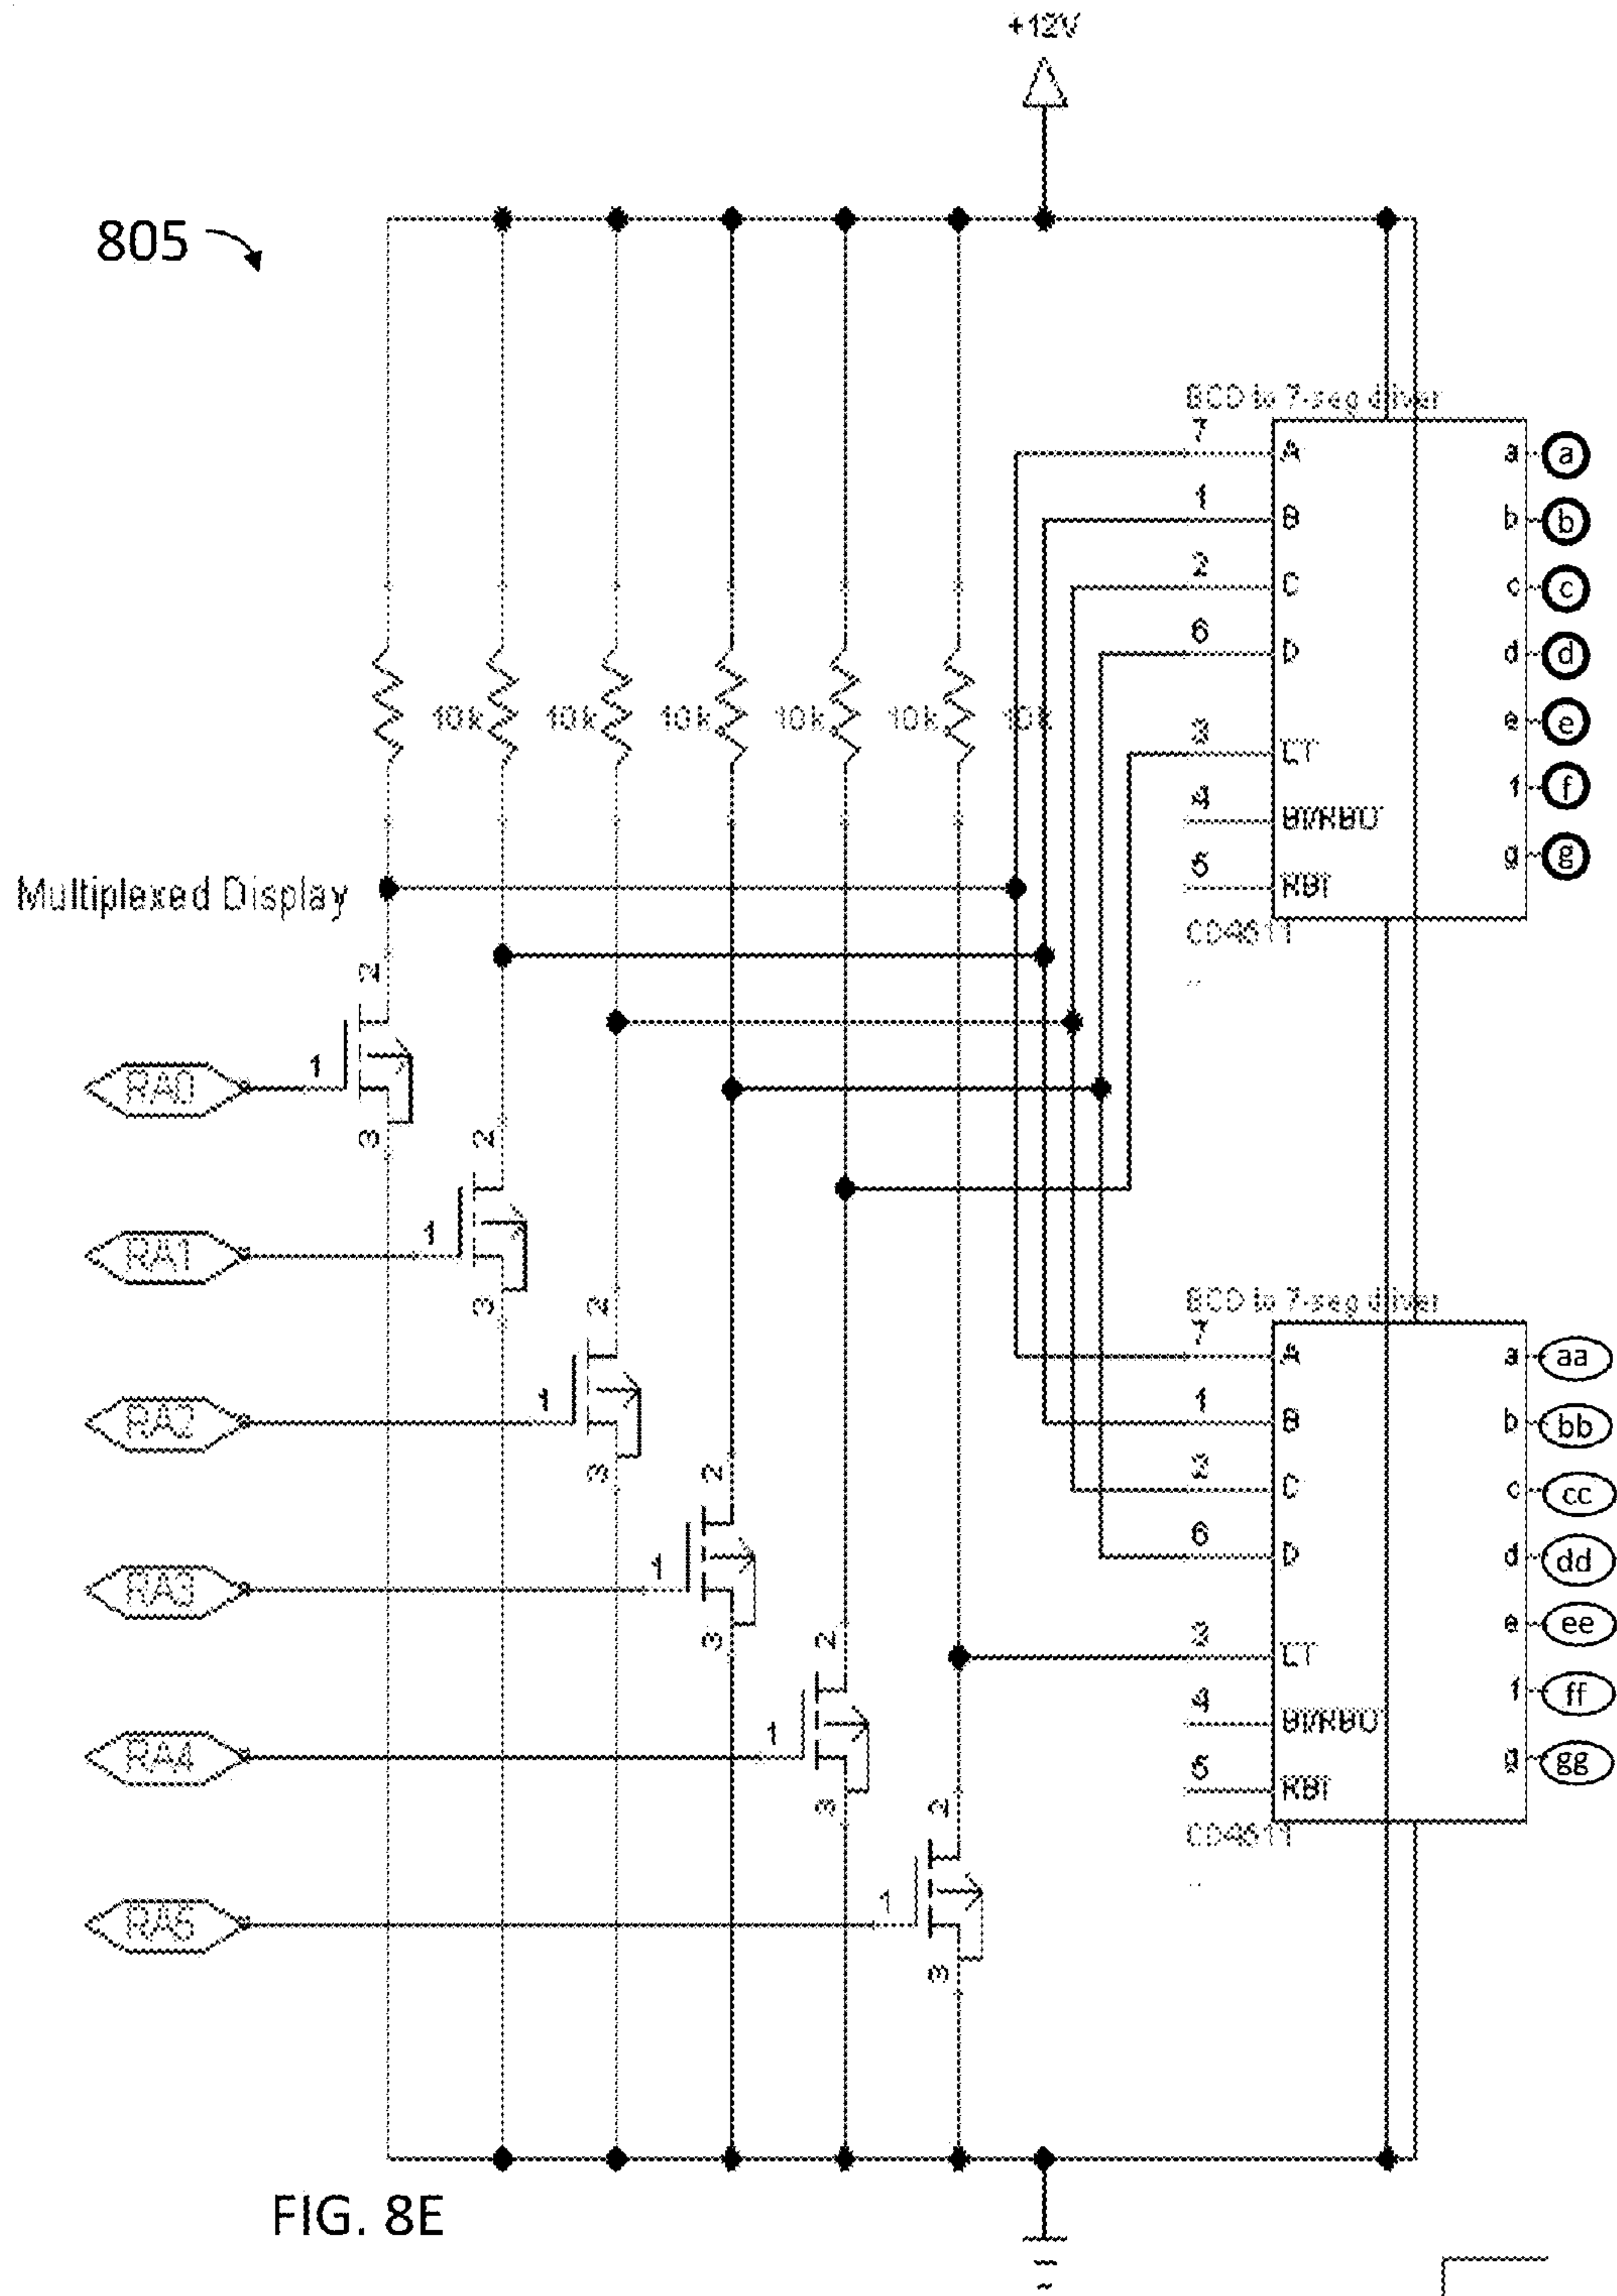 +12V
805
BCD to 7-seg driver
7 A a a
1 B b b
2 C c c
6 D d d
e e
3 LT
f f
4 BI/RBO
g g
5 RBI
CD4511
10k 10k 10k 10k 10k 10k
Multiplexed Display
2
1
RA0
3
2
1
RA1
3
2
1
RA2
3
2
1
RA3
3
2
1
RA4
3
2
1
RA5
3
BCD to 7-seg driver
7 A a aa
1 B b bb
2 C c cc
6 D d dd
e ee
3 LT
f ff
4 BI/RBO
g gg
5 RBI
CD4511
FIG. 8E